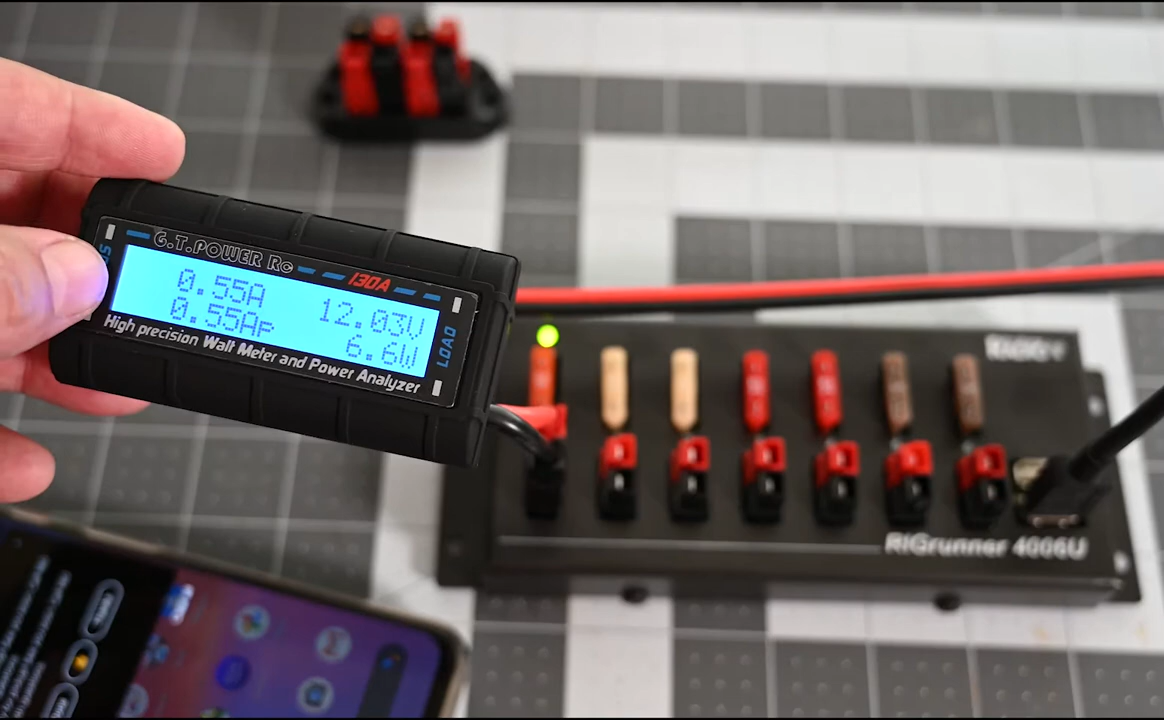 G.T.POWER RC
130A
0.55A
12.03V
0.55Ap
6.6W
LOAD
High precision Watt Meter and Power Analyzer
RIGrunner 4006U